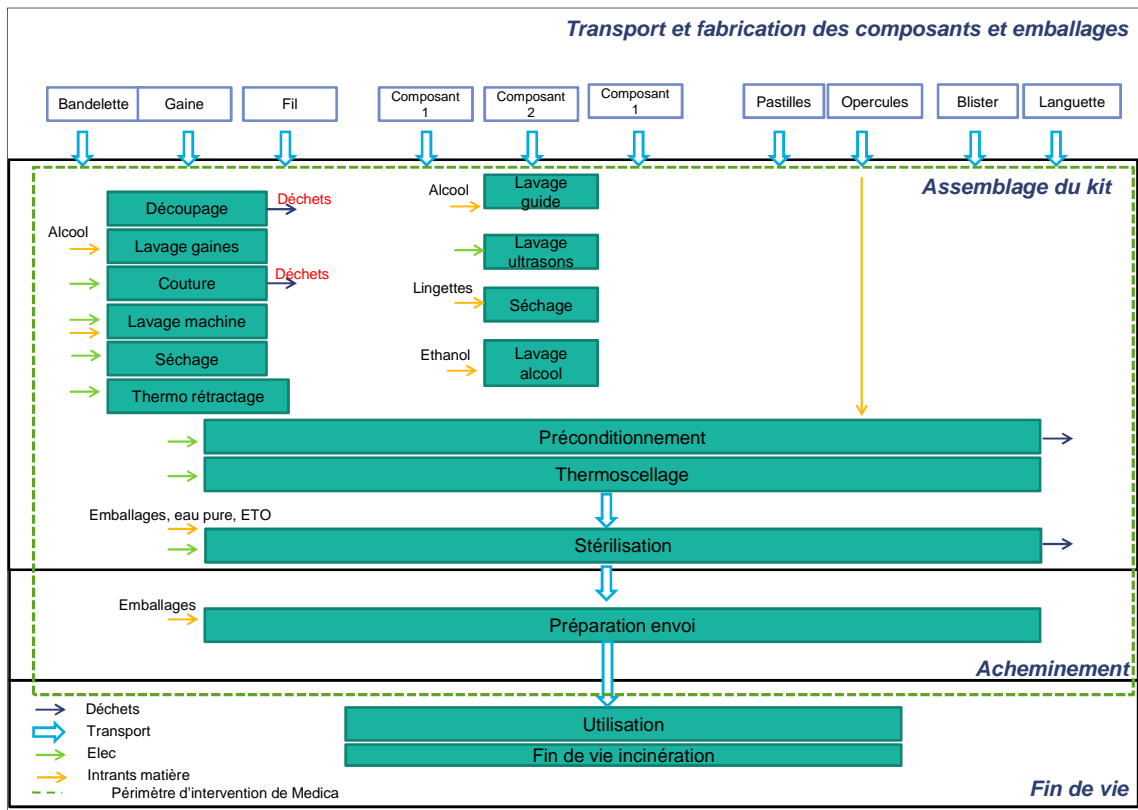 Transport et fabrication des composants et emballages
Bandelette
Gaine
Fil
Composant
1
Composant
2
Composant
1
Pastilles
Opercules
Blister
Languette
Assemblage du kit
Découpage
Déchets
Alcool
Lavage gaines
Couture
Déchets
Lavage machine
Séchage
Thermo rétractage
Alcool
Lavage
guide
Lavage
ultrasons
Lingettes
Séchage
Ethanol
Lavage
alcool
Préconditionnement
Thermoscellage
Emballages, eau pure, ETO
Stérilisation
Emballages
Préparation envoi
Acheminement
Déchets
Transport
Elec
Intrants matière
Périmètre d'intervention de Medica
Utilisation
Fin de vie incinération
Fin de vie